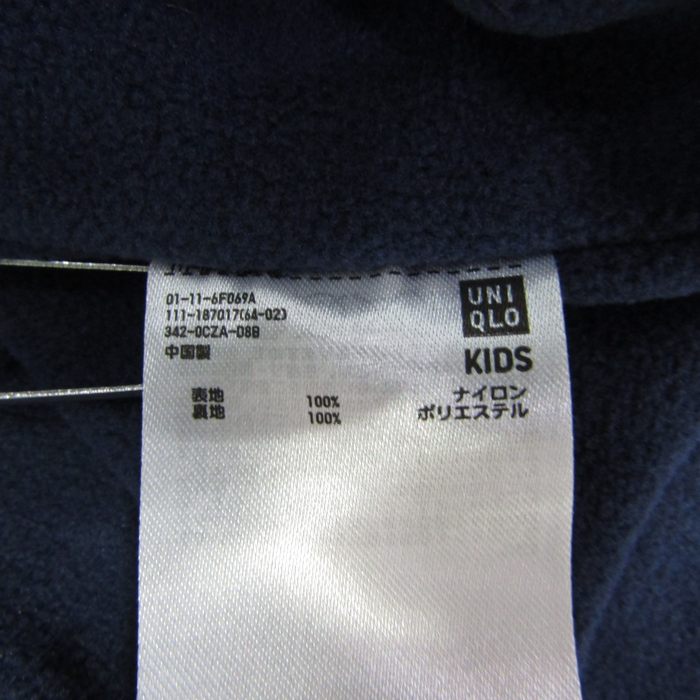 01-11-6F069A
111-187017(64-02)
342-0CZA-08B
中国製
UNI
QLO
KIDS
表地 100% ナイロン
裏地 100% ポリエステル